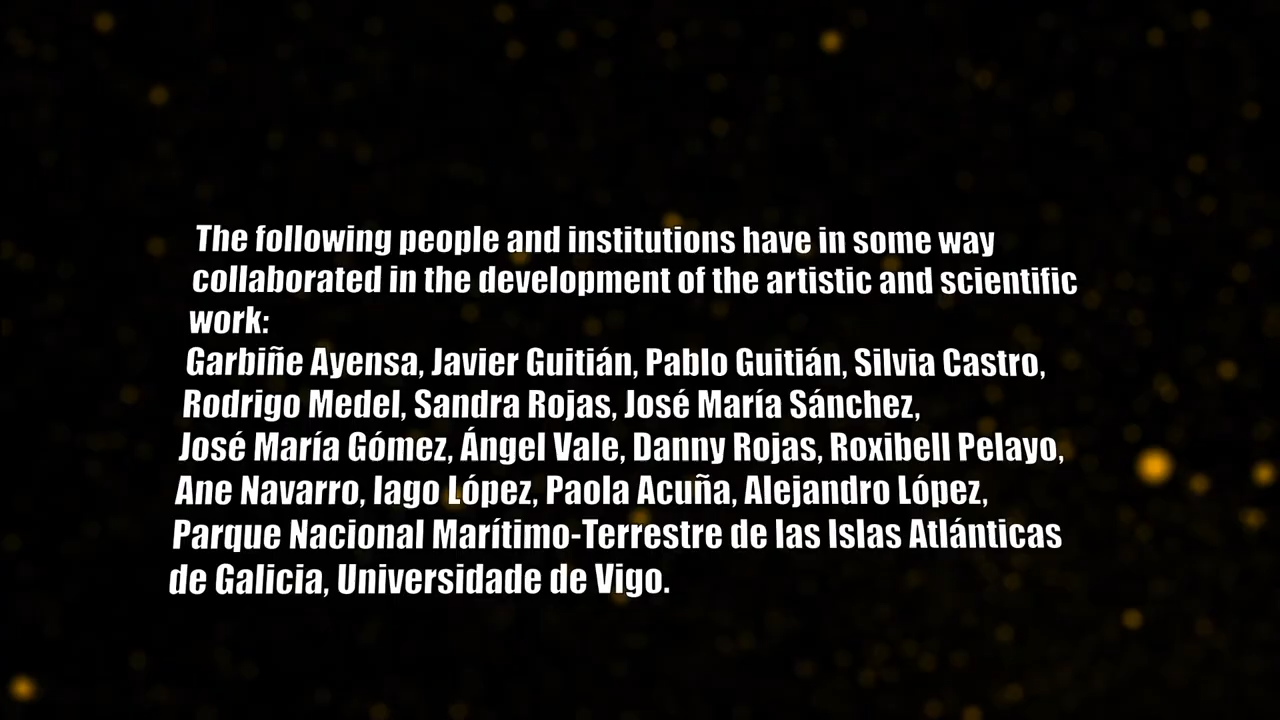 The following people and institutions have in some way
collaborated in the development of the artistic and scientific
work:
Garbiñe Ayensa, Javier Guitián, Pablo Guitián, Silvia Castro,
Rodrigo Medel, Sandra Rojas, José María Sánchez,
José María Gómez, Ángel Vale, Danny Rojas, Roxibell Pelayo,
Ane Navarro, Iago López, Paola Acuña, Alejandro López,
Parque Nacional Marítimo-Terrestre de las Islas Atlánticas
de Galicia, Universidade de Vigo.